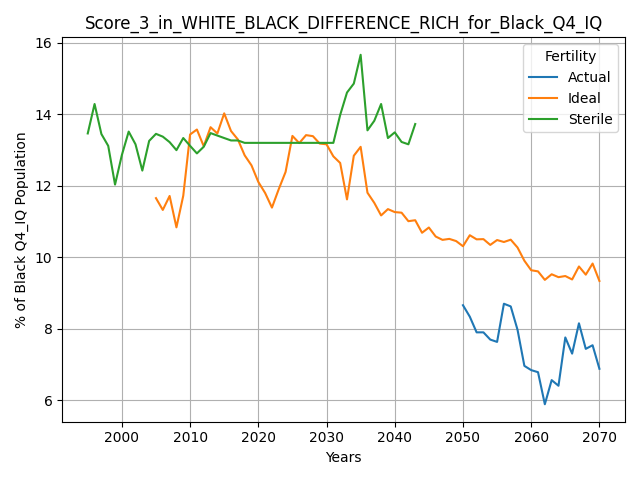 Score_3_in_WHITE_BLACK_DIFFERENCE_RICH_for_Black_Q4_IQ
Fertility
Actual
Ideal
Sterile
% of Black Q4_IQ Population
16
14
12
10
8
6
2000 2010 2020 2030 2040 2050 2060 2070
Years